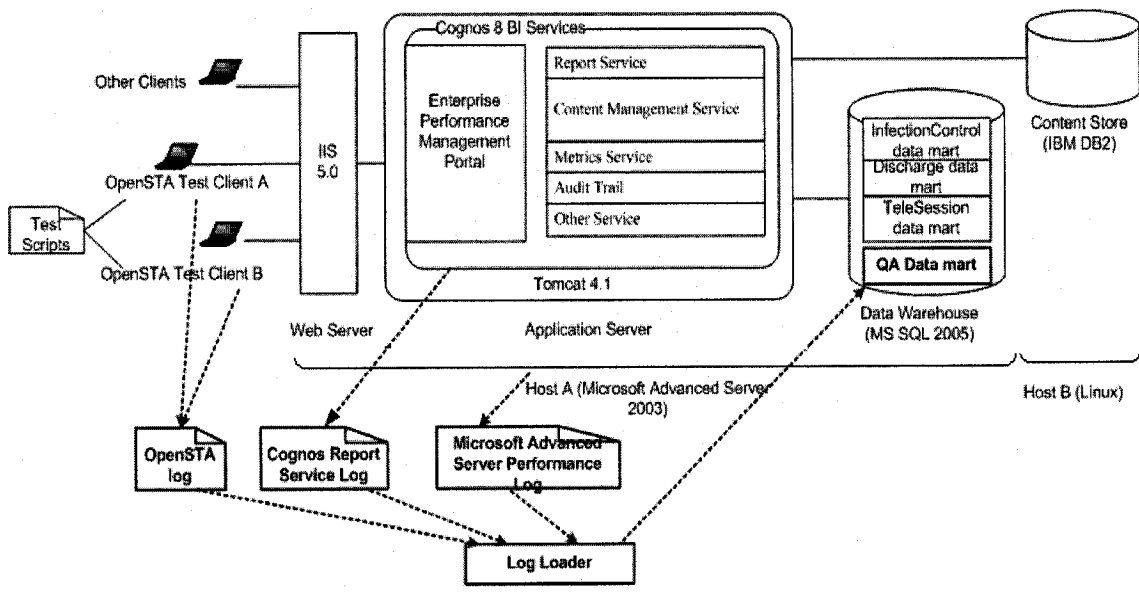 Cognos 8 BI Services
Other Clients
Report Service
Enterprise
Performance
Management
Portal
Content Management Service
IIS
5.0
InfectionControl
data mart
Content Store
(IBM DB2)
Metrics Service
Discharge data
mart
OpenSTA Test Client A
Audit Trail
TeleSession
data mart
Other Service
Test
Scripts
OpenSTA Test Client B
QA Data mart
Tomcat 4.1
Data Warehouse
(MS SQL 2005)
Web Server
Application Server
Host A (Microsoft Advanced Server
2003)
Host B (Linux)
OpenSTA
log
Cognos Report
Service Log
Microsoft Advanced
Server Performance
Log
Log Loader